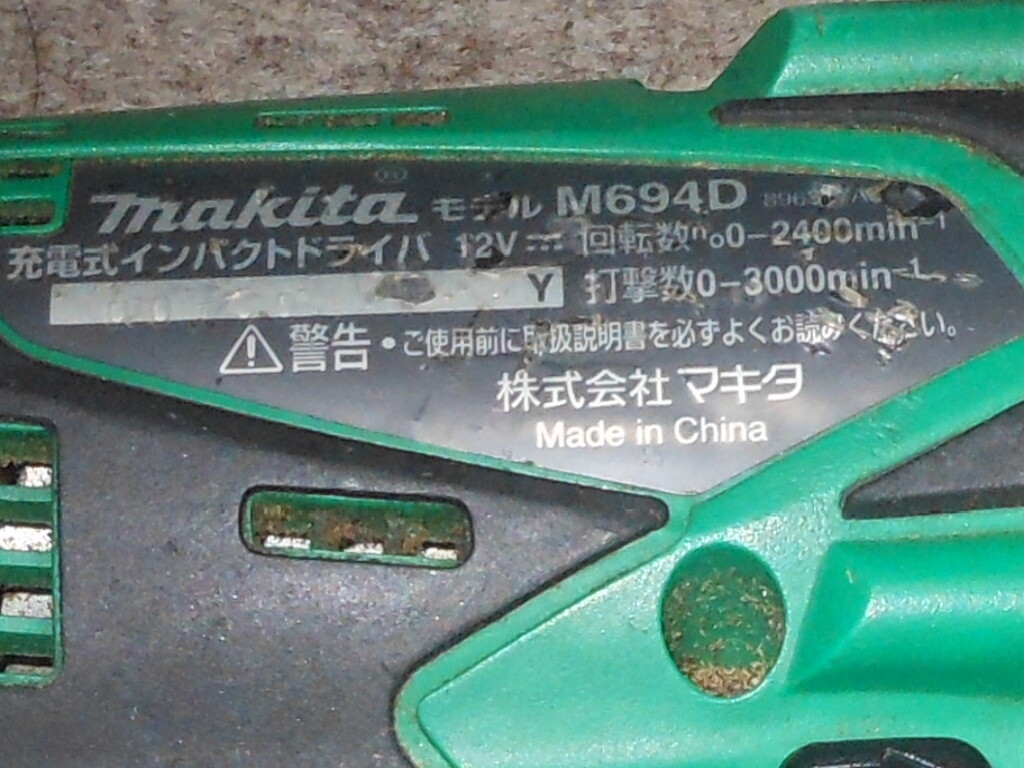 makita® モデル M694D
充電式インパクトドライバ 12V⎓ 回転数 0-2400min⁻¹
Y 打撃数0-3000min⁻¹
警告 ●ご使用前に取扱説明書を必ずよくお読みください。
株式会社マキタ
Made in China